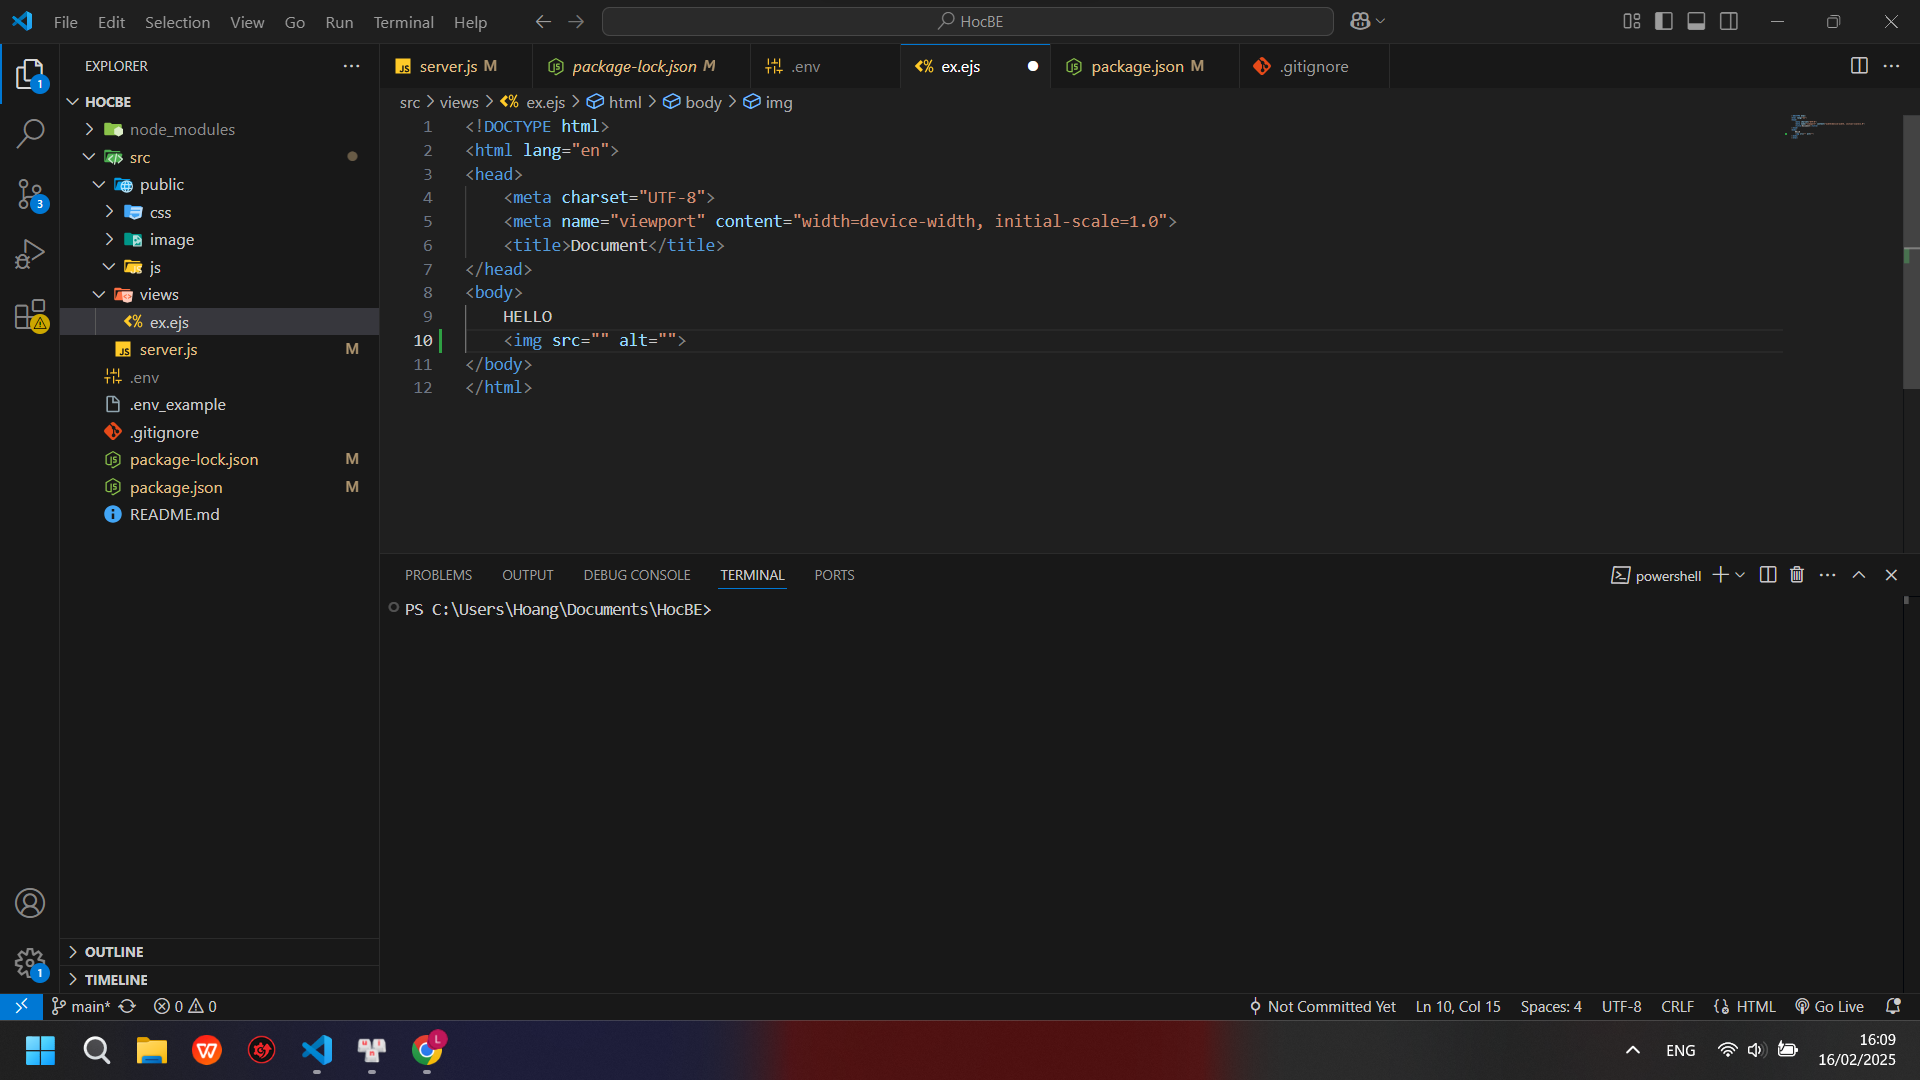 File Edit Selection View Go Run Terminal Help HocBE
EXPLORER
HOCBE
node_modules
src
public
css
image
js
views
ex.ejs
server.js M
.env
.env_example
.gitignore
package-lock.json M
package.json M
README.md
OUTLINE
TIMELINE
server.js M package-lock.json M .env ex.ejs package.json M .gitignore
src > views > ex.ejs > html > body > img
1 <!DOCTYPE html>
2 <html lang="en">
3 <head>
4 <meta charset="UTF-8">
5 <meta name="viewport" content="width=device-width, initial-scale=1.0">
6 <title>Document</title>
7 </head>
8 <body>
9 HELLO
10 <img src="" alt="">
11 </body>
12 </html>
PROBLEMS OUTPUT DEBUG CONSOLE TERMINAL PORTS powershell
PS C:\Users\Hoang\Documents\HocBE>
1
3
1
main* 0 0 Not Committed Yet Ln 10, Col 15 Spaces: 4 UTF-8 CRLF HTML Go Live
L
ENG
16:09
16/02/2025